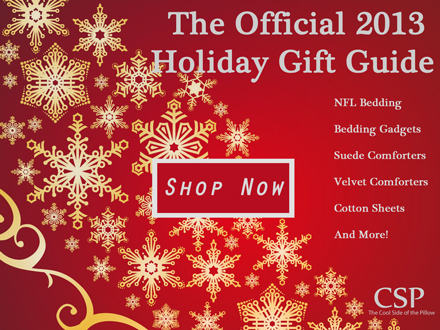 The Official 2013
Holiday Gift Guide
NFL Bedding
Bedding Gadgets
Suede Comforters
Shop Now
Velvet Comforters
Cotton Sheets
And More!
CSP
The Cool Side of the Pillow